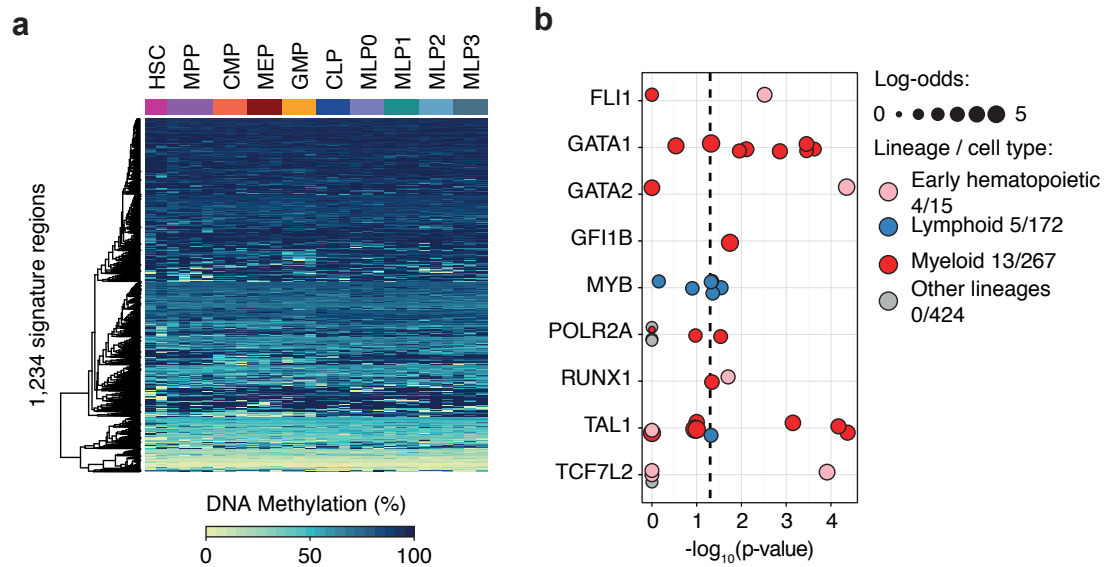 a
HSC
MPP
CMP
MEP
GMP
CLP
MLP0
MLP1
MLP2
MLP3
1,234 signature regions
DNA Methylation (%)
0 50 100
b
FLI1
GATA1
GATA2
GFI1B
MYB
POLR2A
RUNX1
TAL1
TCF7L2
0 1 2 3 4
-log10(p-value)
Log-odds:
0 5
Lineage / cell type:
Early hematopoietic
4/15
Lymphoid 5/172
Myeloid 13/267
Other lineages
0/424